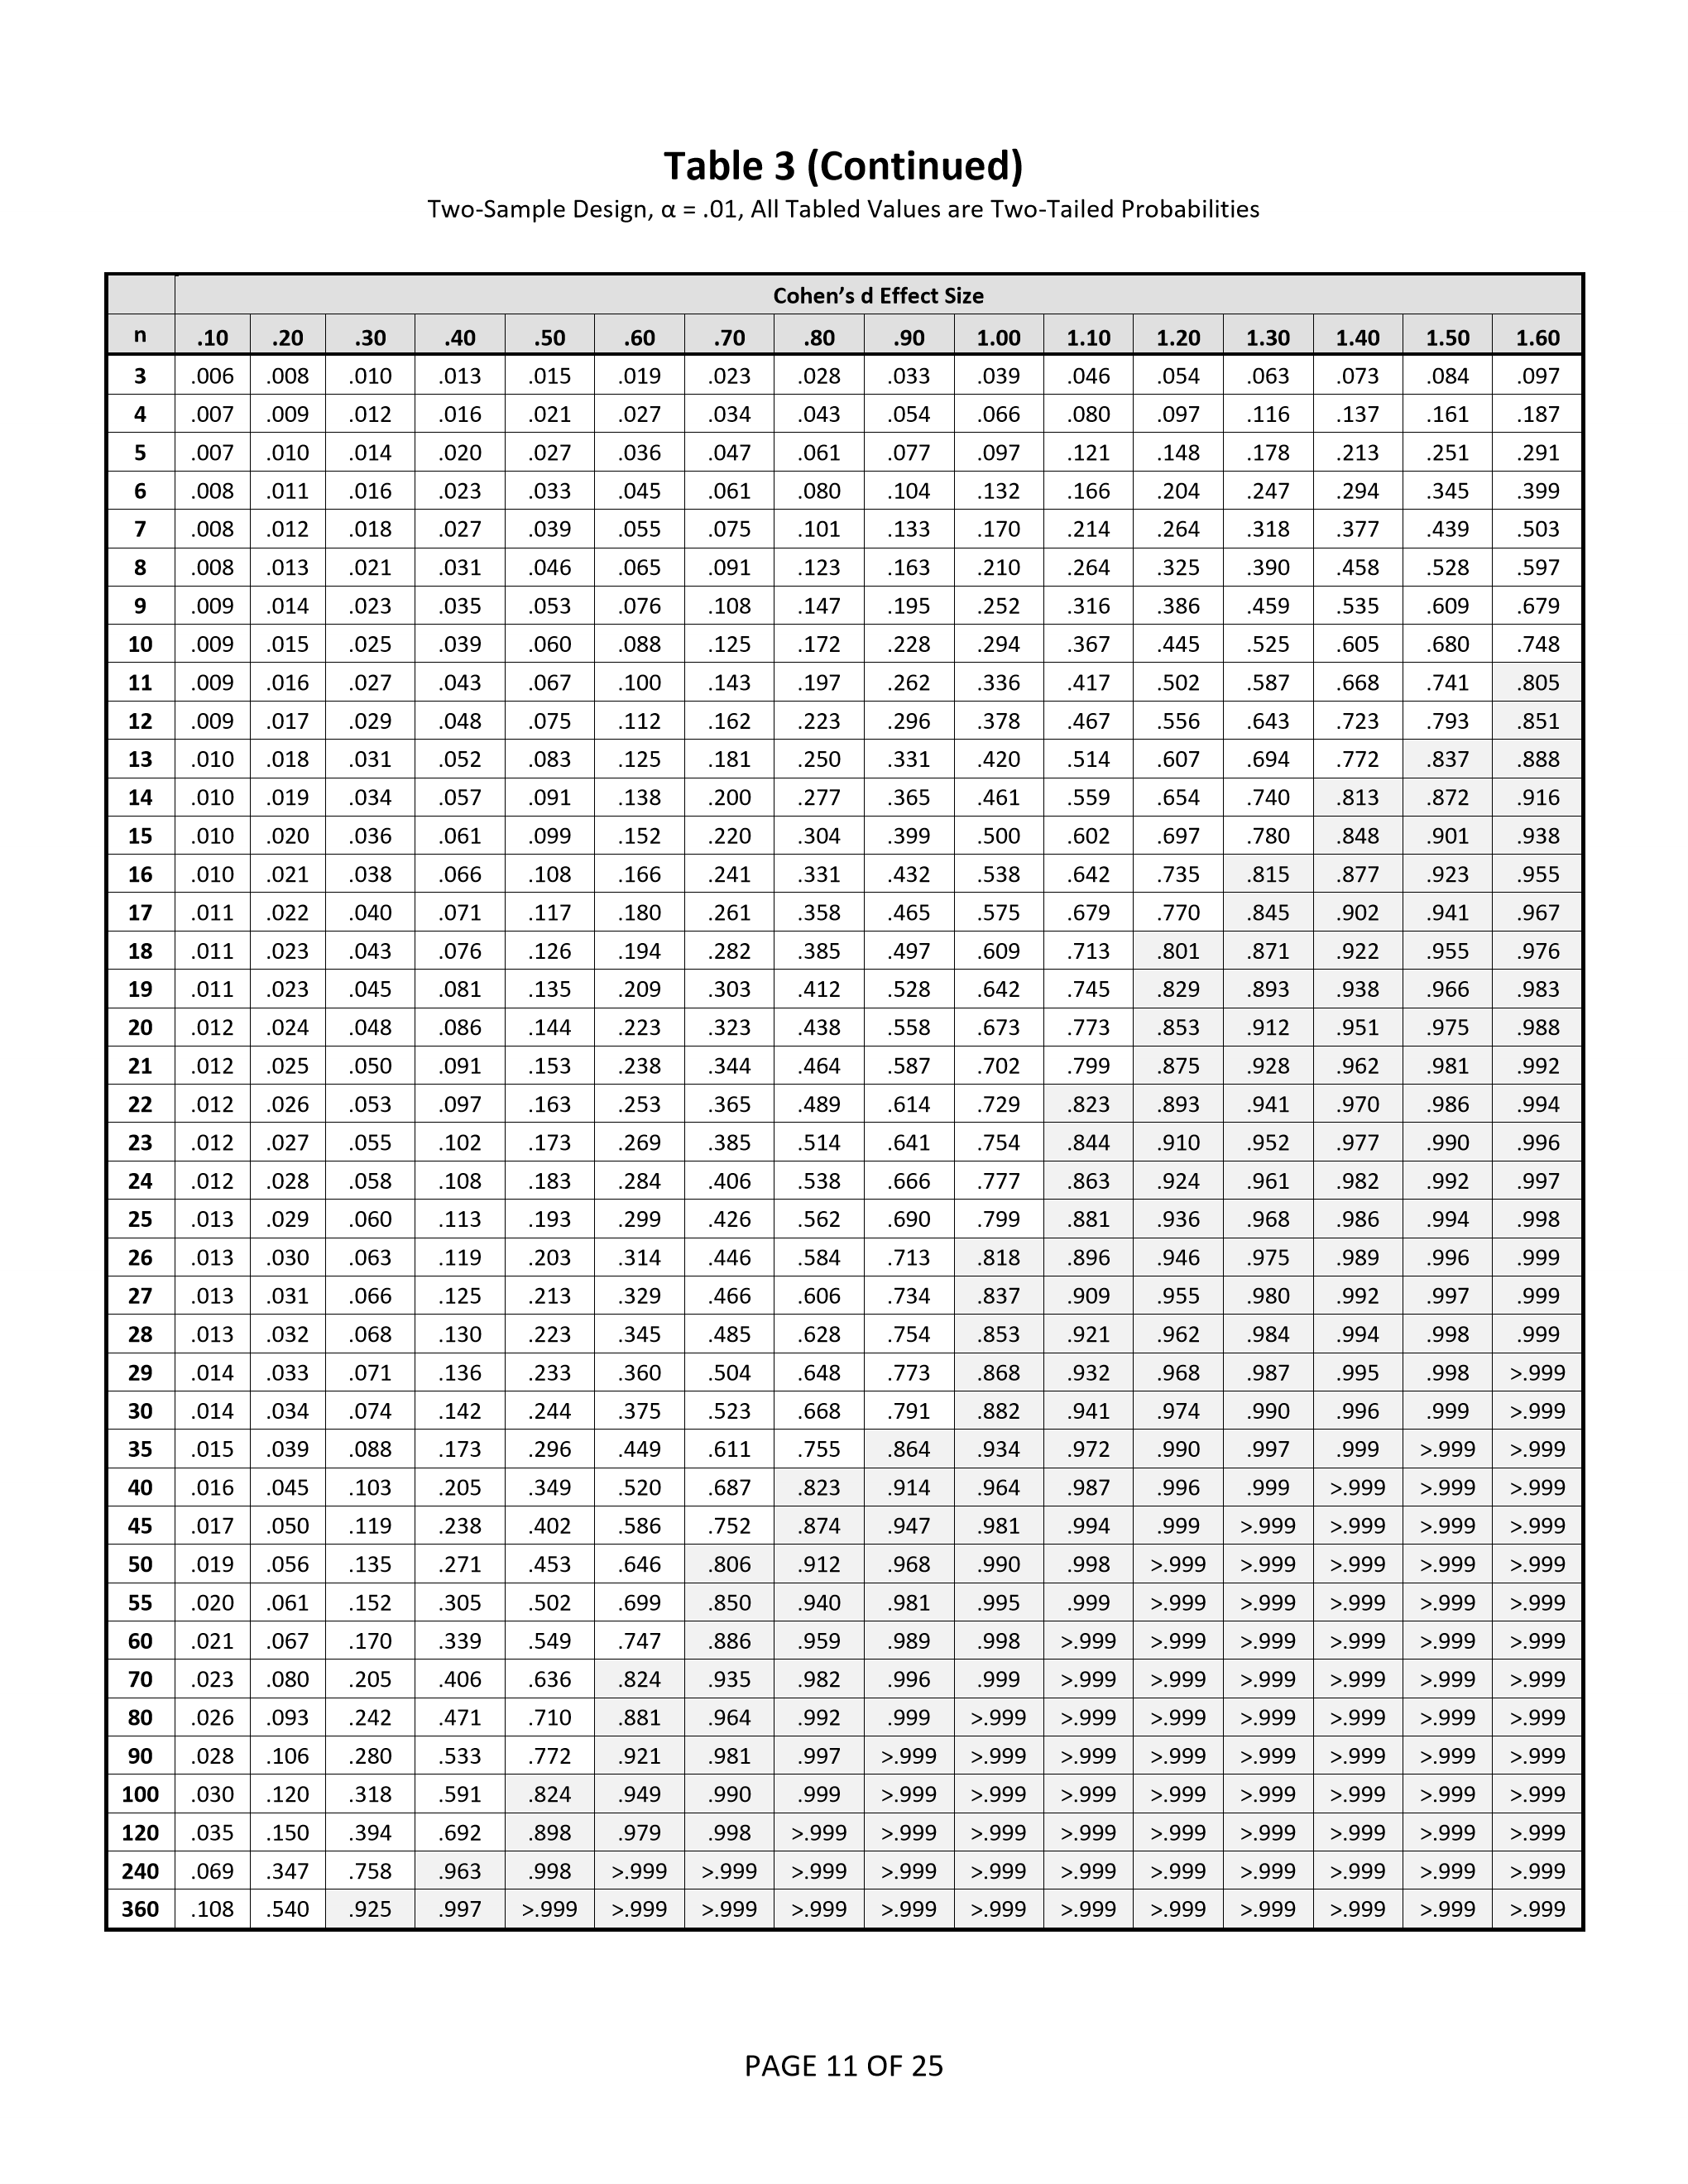 Table 3 (Continued)
Two-Sample Design, α = .01, All Tabled Values are Two-Tailed Probabilities
Cohen’s d Effect Size
n .10 .20 .30 .40 .50 .60 .70 .80 .90 1.00 1.10 1.20 1.30 1.40 1.50 1.60
3 .006 .008 .010 .013 .015 .019 .023 .028 .033 .039 .046 .054 .063 .073 .084 .097
4 .007 .009 .012 .016 .021 .027 .034 .043 .054 .066 .080 .097 .116 .137 .161 .187
5 .007 .010 .014 .020 .027 .036 .047 .061 .077 .097 .121 .148 .178 .213 .251 .291
6 .008 .011 .016 .023 .033 .045 .061 .080 .104 .132 .166 .204 .247 .294 .345 .399
7 .008 .012 .018 .027 .039 .055 .075 .101 .133 .170 .214 .264 .318 .377 .439 .503
8 .008 .013 .021 .031 .046 .065 .091 .123 .163 .210 .264 .325 .390 .458 .528 .597
9 .009 .014 .023 .035 .053 .076 .108 .147 .195 .252 .316 .386 .459 .535 .609 .679
10 .009 .015 .025 .039 .060 .088 .125 .172 .228 .294 .367 .445 .525 .605 .680 .748
11 .009 .016 .027 .043 .067 .100 .143 .197 .262 .336 .417 .502 .587 .668 .741 .805
12 .009 .017 .029 .048 .075 .112 .162 .223 .296 .378 .467 .556 .643 .723 .793 .851
13 .010 .018 .031 .052 .083 .125 .181 .250 .331 .420 .514 .607 .694 .772 .837 .888
14 .010 .019 .034 .057 .091 .138 .200 .277 .365 .461 .559 .654 .740 .813 .872 .916
15 .010 .020 .036 .061 .099 .152 .220 .304 .399 .500 .602 .697 .780 .848 .901 .938
16 .010 .021 .038 .066 .108 .166 .241 .331 .432 .538 .642 .735 .815 .877 .923 .955
17 .011 .022 .040 .071 .117 .180 .261 .358 .465 .575 .679 .770 .845 .902 .941 .967
18 .011 .023 .043 .076 .126 .194 .282 .385 .497 .609 .713 .801 .871 .922 .955 .976
19 .011 .023 .045 .081 .135 .209 .303 .412 .528 .642 .745 .829 .893 .938 .966 .983
20 .012 .024 .048 .086 .144 .223 .323 .438 .558 .673 .773 .853 .912 .951 .975 .988
21 .012 .025 .050 .091 .153 .238 .344 .464 .587 .702 .799 .875 .928 .962 .981 .992
22 .012 .026 .053 .097 .163 .253 .365 .489 .614 .729 .823 .893 .941 .970 .986 .994
23 .012 .027 .055 .102 .173 .269 .385 .514 .641 .754 .844 .910 .952 .977 .990 .996
24 .012 .028 .058 .108 .183 .284 .406 .538 .666 .777 .863 .924 .961 .982 .992 .997
25 .013 .029 .060 .113 .193 .299 .426 .562 .690 .799 .881 .936 .968 .986 .994 .998
26 .013 .030 .063 .119 .203 .314 .446 .584 .713 .818 .896 .946 .975 .989 .996 .999
27 .013 .031 .066 .125 .213 .329 .466 .606 .734 .837 .909 .955 .980 .992 .997 .999
28 .013 .032 .068 .130 .223 .345 .485 .628 .754 .853 .921 .962 .984 .994 .998 .999
29 .014 .033 .071 .136 .233 .360 .504 .648 .773 .868 .932 .968 .987 .995 .998 >.999
30 .014 .034 .074 .142 .244 .375 .523 .668 .791 .882 .941 .974 .990 .996 .999 >.999
35 .015 .039 .088 .173 .296 .449 .611 .755 .864 .934 .972 .990 .997 .999 >.999 >.999
40 .016 .045 .103 .205 .349 .520 .687 .823 .914 .964 .987 .996 .999 >.999 >.999 >.999
45 .017 .050 .119 .238 .402 .586 .752 .874 .947 .981 .994 .999 >.999 >.999 >.999 >.999
50 .019 .056 .135 .271 .453 .646 .806 .912 .968 .990 .998 >.999 >.999 >.999 >.999 >.999
55 .020 .061 .152 .305 .502 .699 .850 .940 .981 .995 .999 >.999 >.999 >.999 >.999 >.999
60 .021 .067 .170 .339 .549 .747 .886 .959 .989 .998 >.999 >.999 >.999 >.999 >.999 >.999
70 .023 .080 .205 .406 .636 .824 .935 .982 .996 .999 >.999 >.999 >.999 >.999 >.999 >.999
80 .026 .093 .242 .471 .710 .881 .964 .992 .999 >.999 >.999 >.999 >.999 >.999 >.999 >.999
90 .028 .106 .280 .533 .772 .921 .981 .997 >.999 >.999 >.999 >.999 >.999 >.999 >.999 >.999
100 .030 .120 .318 .591 .824 .949 .990 .999 >.999 >.999 >.999 >.999 >.999 >.999 >.999 >.999
120 .035 .150 .394 .692 .898 .979 .998 >.999 >.999 >.999 >.999 >.999 >.999 >.999 >.999 >.999
240 .069 .347 .758 .963 .998 >.999 >.999 >.999 >.999 >.999 >.999 >.999 >.999 >.999 >.999 >.999
360 .108 .540 .925 .997 >.999 >.999 >.999 >.999 >.999 >.999 >.999 >.999 >.999 >.999 >.999 >.999
PAGE 11 OF 25